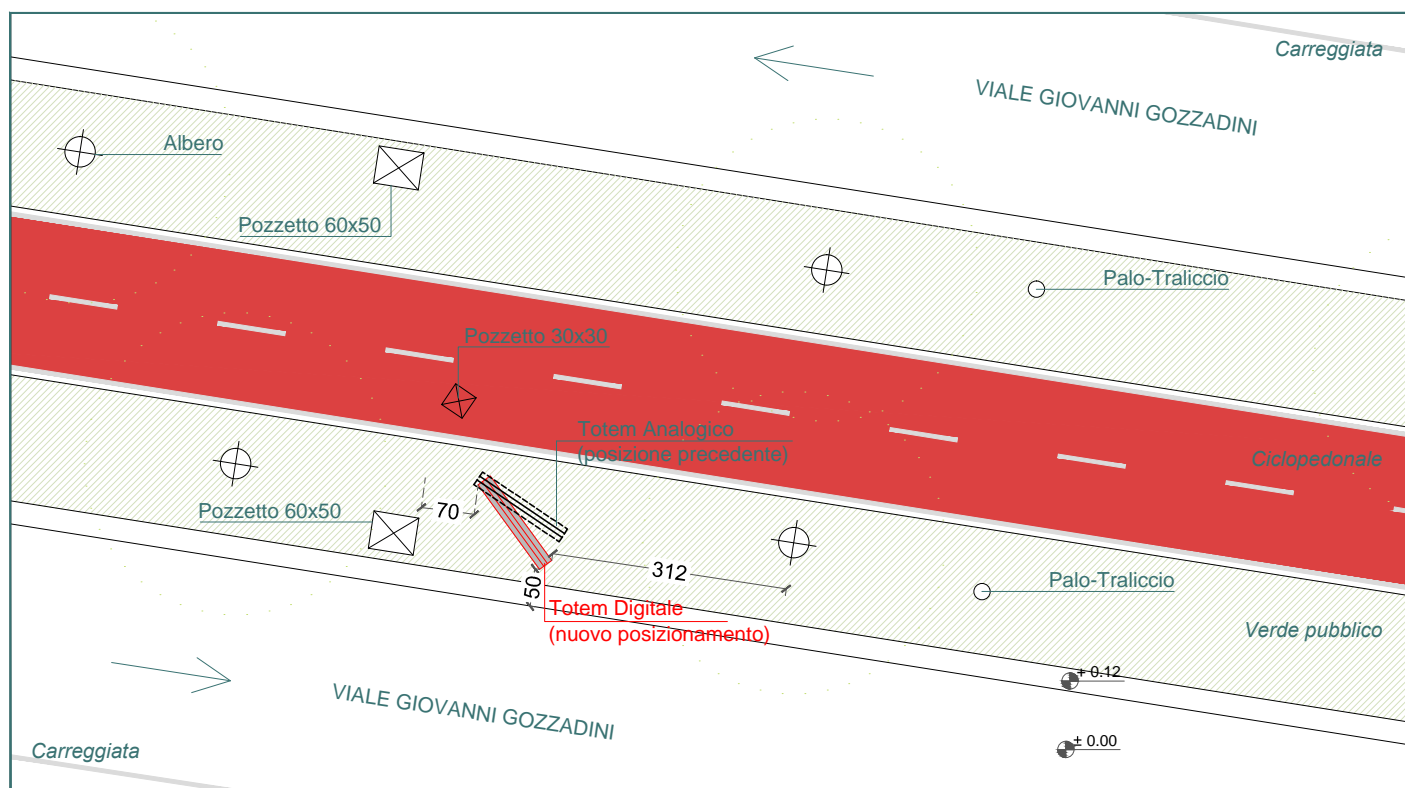 Carreggiata
VIALE GIOVANNI GOZZADINI
Albero
Pozzetto 60x50
Palo-Traliccio
Pozzetto 30x30
Totem Analogico
(posizione precedente)
Ciclopedonale
Pozzetto 60x50
70
312
50
Palo-Traliccio
Totem Digitale
(nuovo posizionamento)
Verde pubblico
+ 0.12
VIALE GIOVANNI GOZZADINI
± 0.00
Carreggiata